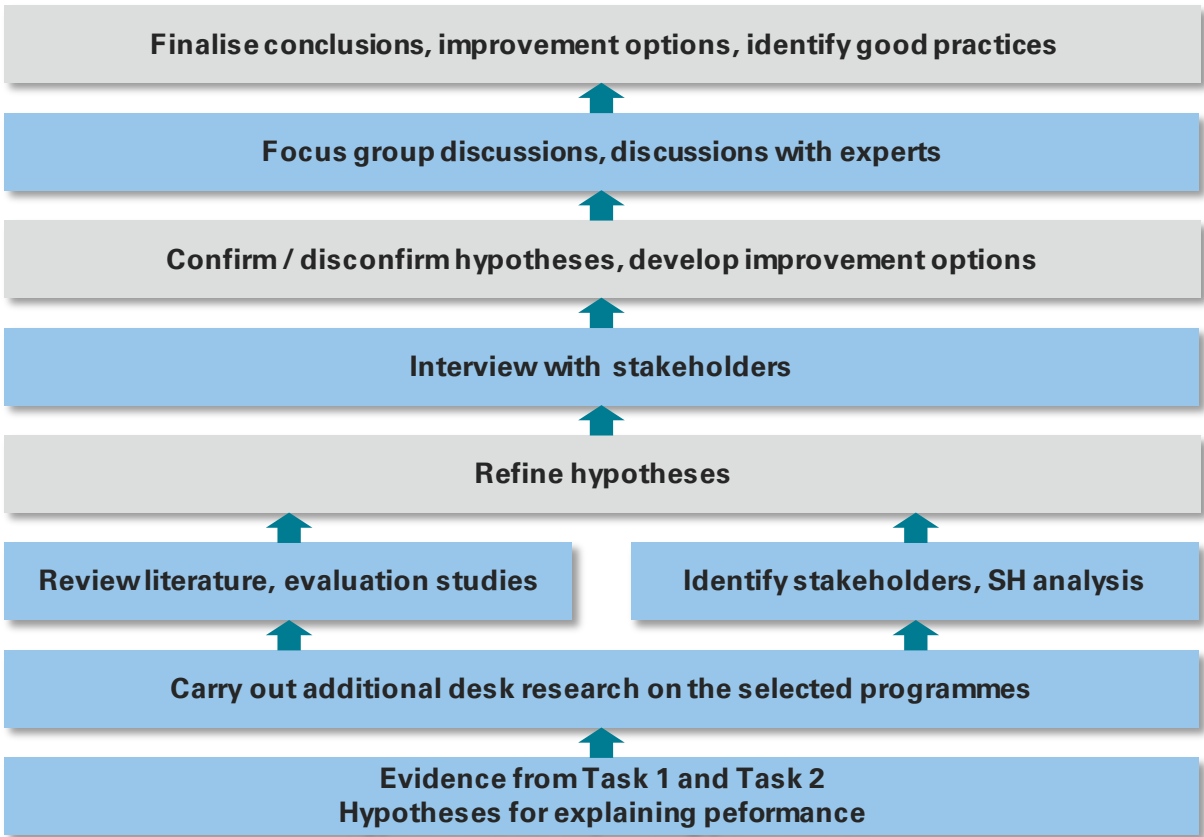 Finalise conclusions, improvement options, identify good practices
Focus group discussions, discussions with experts
Confirm / disconfirm hypotheses, develop improvement options
Interview with stakeholders
Refine hypotheses
Review literature, evaluation studies
Identify stakeholders, SH analysis
Carry out additional desk research on the selected programmes
Evidence from Task 1 and Task 2
Hypotheses for explaining peformance